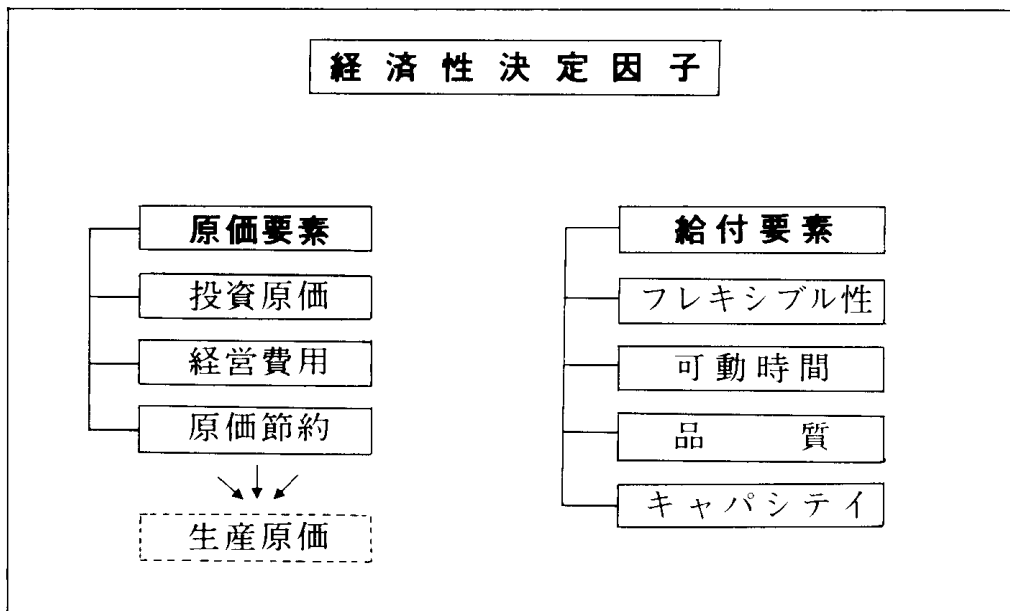 経済性決定因子
原価要素
投資原価
経営費用
原価節約
生産原価
給付要素
フレキシブル性
可動時間
品質
キャパシテイ